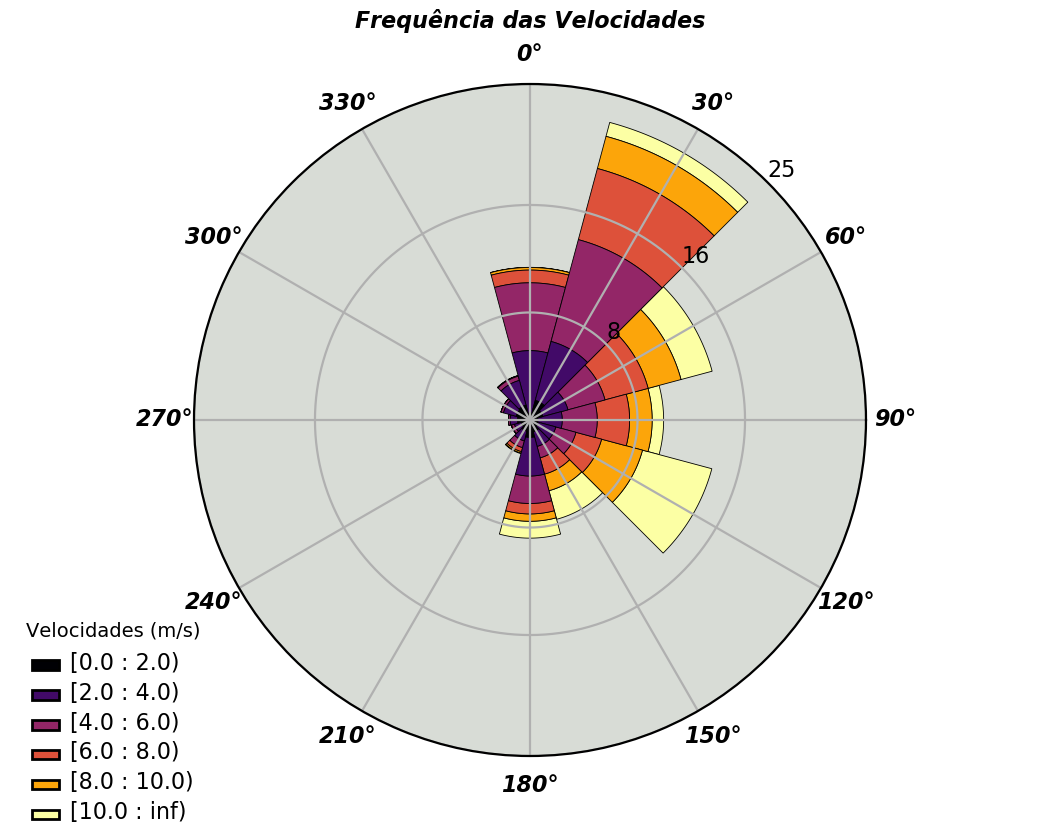 Frequência das Velocidades
0°
330°
30°
25
300°
60°
16
8
270°
90°
240°
120°
Velocidades (m/s)
[0.0 : 2.0)
[2.0 : 4.0)
[4.0 : 6.0)
210°
150°
[6.0 : 8.0)
180°
[8.0 : 10.0)
[10.0 : inf)